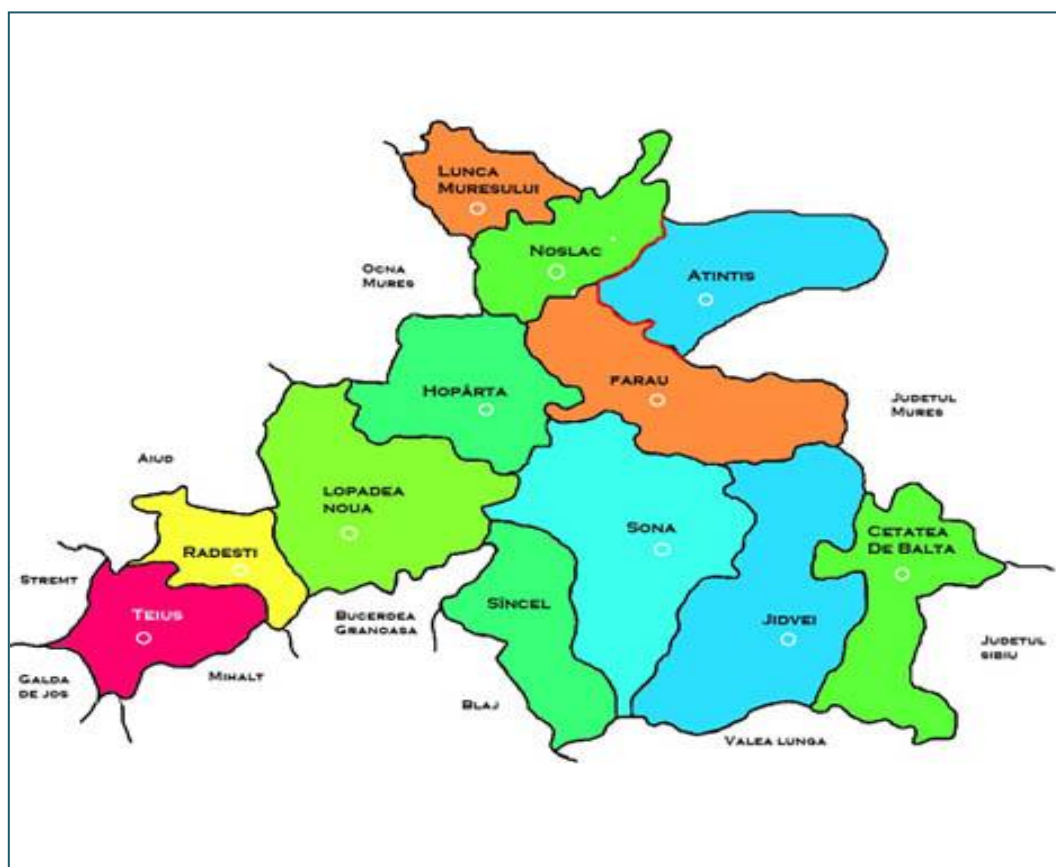 LUNCA
MURESULUI
NOSLAC
OCNA
MURES
ATINTIS
HOPÂRTA
FARAU
JUDETUL
MURES
AIUD
LOPADEA
NOUA
SONA
CETATEA
DE BALTA
RADESTI
STREMT
TEIUS
BUCERDEA
GRANOASA
SÎNCEL
JIDVEI
GALDA
DE JOS
MIHALT
JUDETUL
SIBIU
BLAJ
VALEA LUNGA